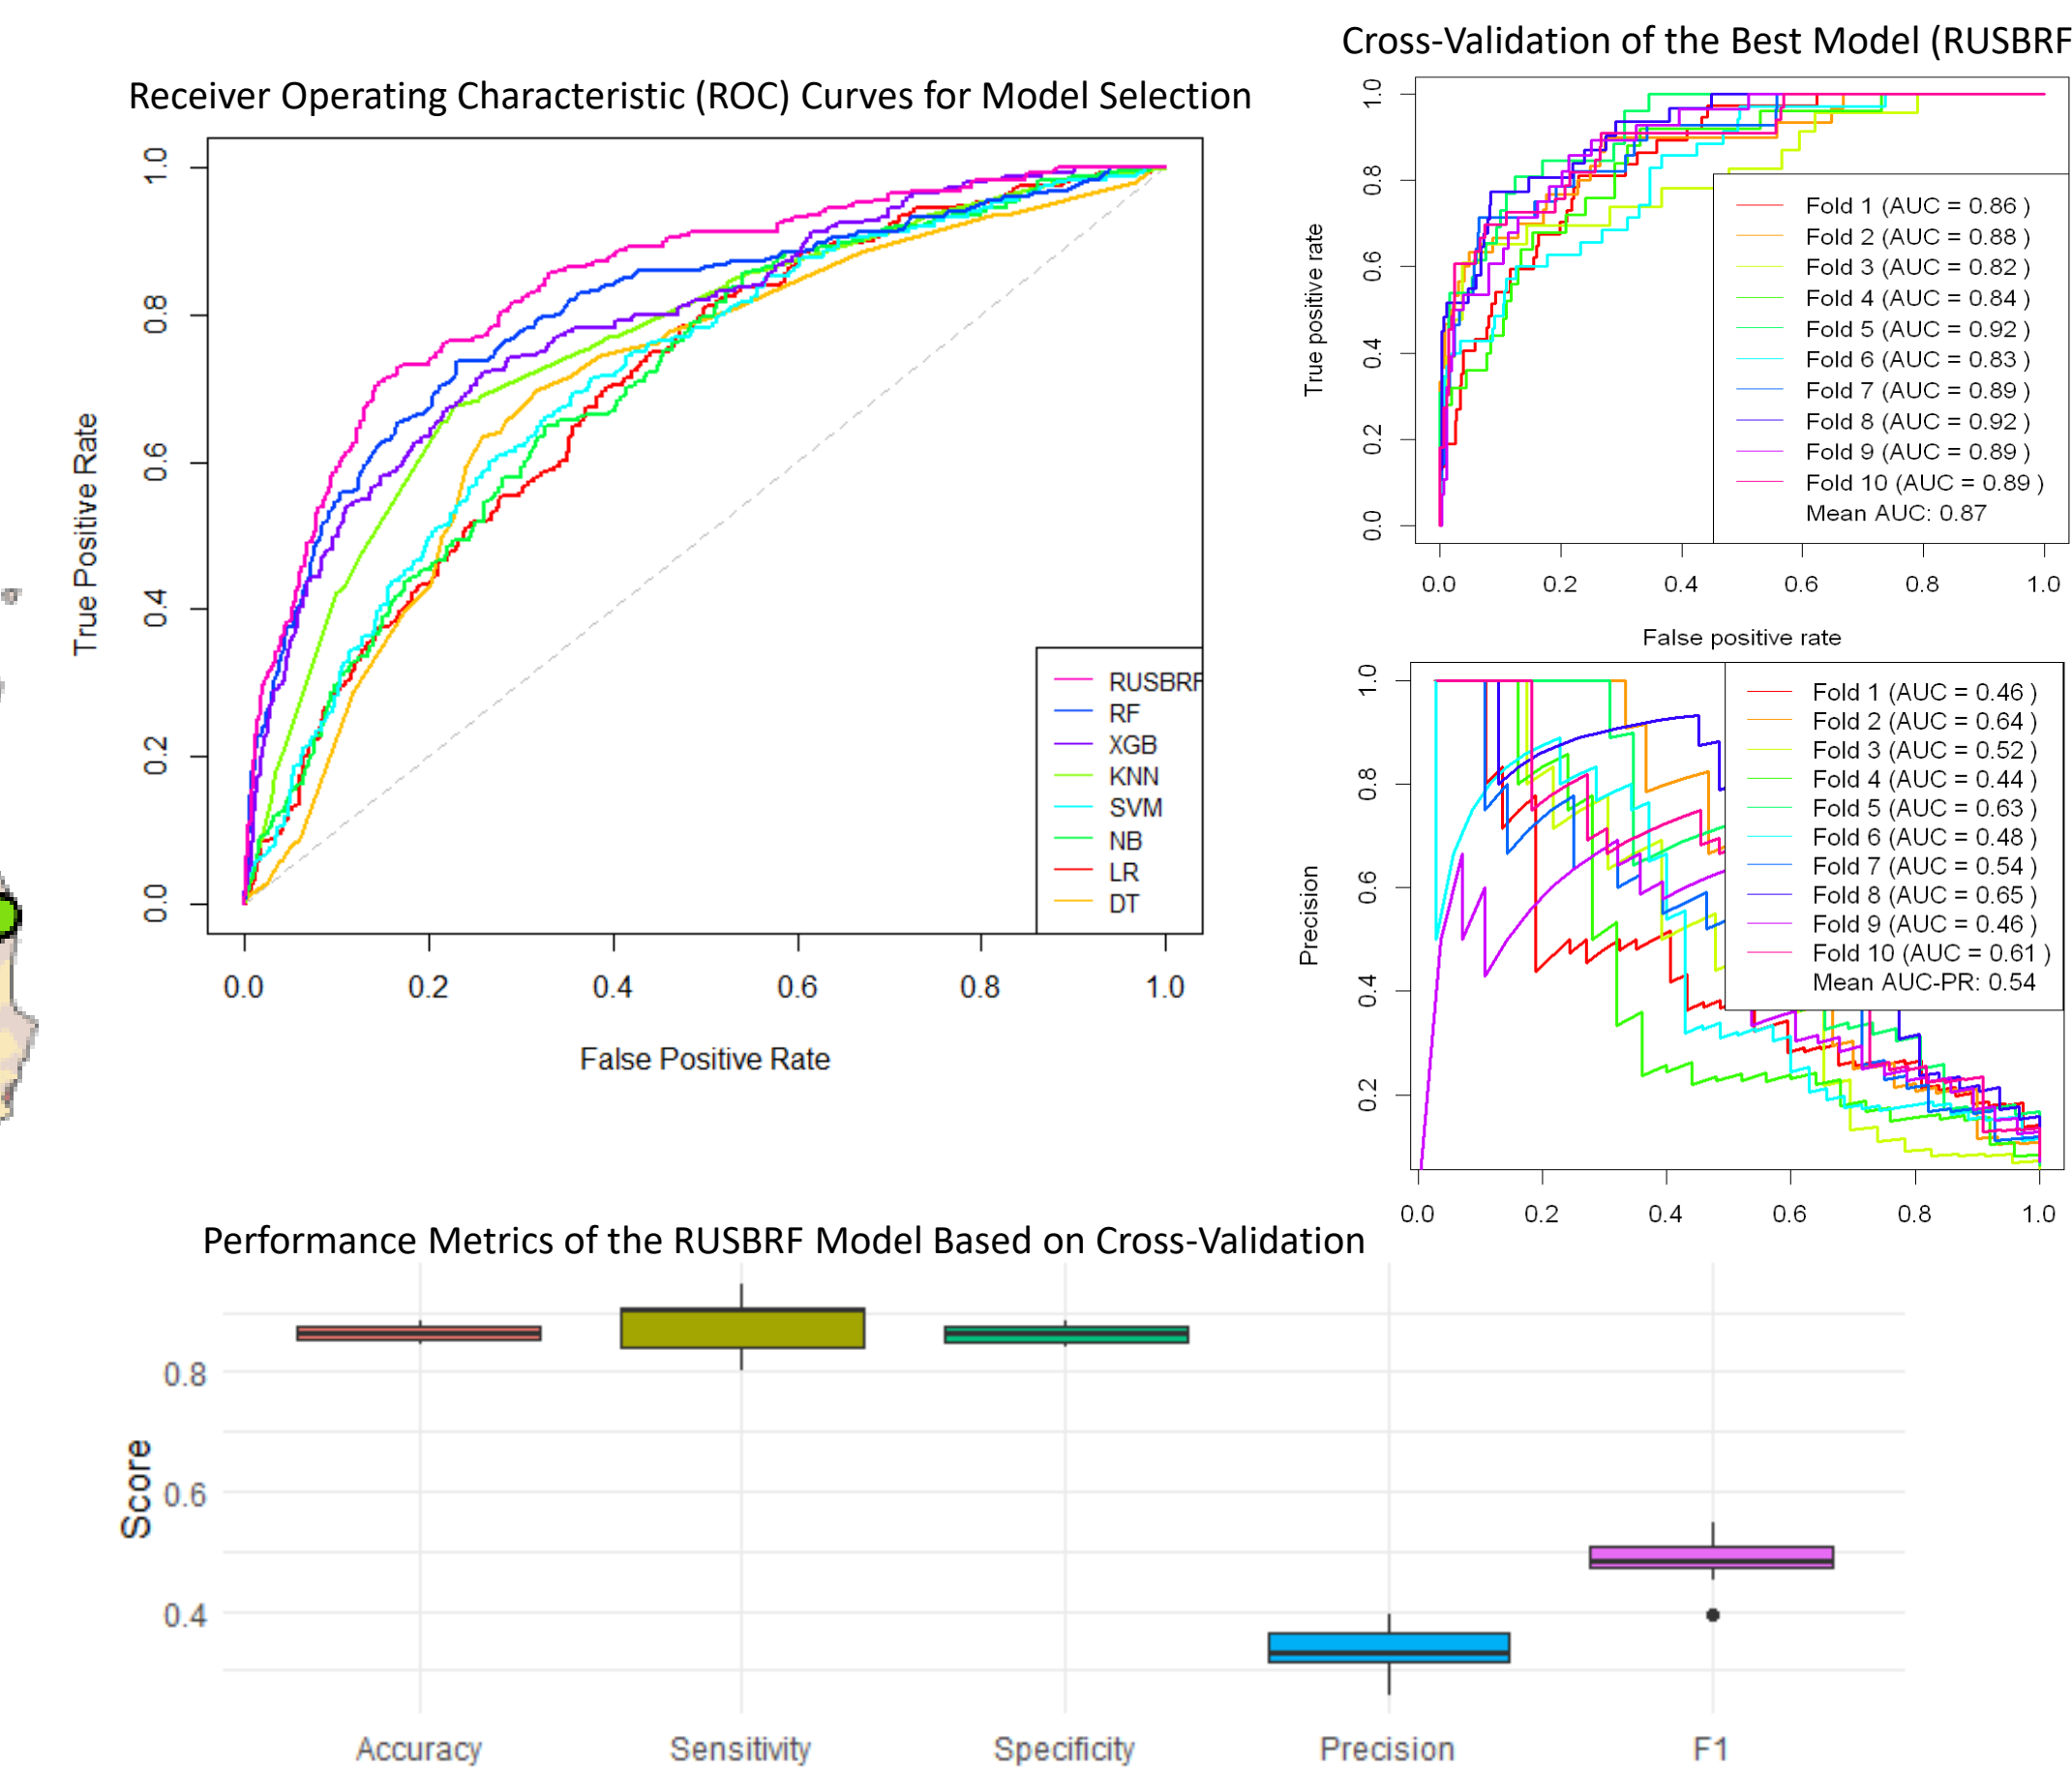 Cross-Validation of the Best Model (RUSBRF
Receiver Operating Characteristic (ROC) Curves for Model Selection
True Positive Rate
0.0
0.2
0.4
0.6
0.8
1.0
0.0 0.2 0.4 0.6 0.8 1.0
False Positive Rate
RUSBRF
RF
XGB
KNN
SVM
NB
LR
DT
True positive rate
0.0
0.2
0.4
0.6
0.8
1.0
Fold 1 (AUC = 0.86 )
Fold 2 (AUC = 0.88 )
Fold 3 (AUC = 0.82 )
Fold 4 (AUC = 0.84 )
Fold 5 (AUC = 0.92 )
Fold 6 (AUC = 0.83 )
Fold 7 (AUC = 0.89 )
Fold 8 (AUC = 0.92 )
Fold 9 (AUC = 0.89 )
Fold 10 (AUC = 0.89 )
Mean AUC: 0.87
0.0 0.2 0.4 0.6 0.8 1.0
False positive rate
Precision
0.2
0.4
0.6
0.8
1.0
Fold 1 (AUC = 0.46 )
Fold 2 (AUC = 0.64 )
Fold 3 (AUC = 0.52 )
Fold 4 (AUC = 0.44 )
Fold 5 (AUC = 0.63 )
Fold 6 (AUC = 0.48 )
Fold 7 (AUC = 0.54 )
Fold 8 (AUC = 0.65 )
Fold 9 (AUC = 0.46 )
Fold 10 (AUC = 0.61 )
Mean AUC-PR: 0.54
0.0 0.2 0.4 0.6 0.8 1.0
Performance Metrics of the RUSBRF Model Based on Cross-Validation
Score
0.8
0.6
0.4
Accuracy Sensitivity Specificity Precision F1